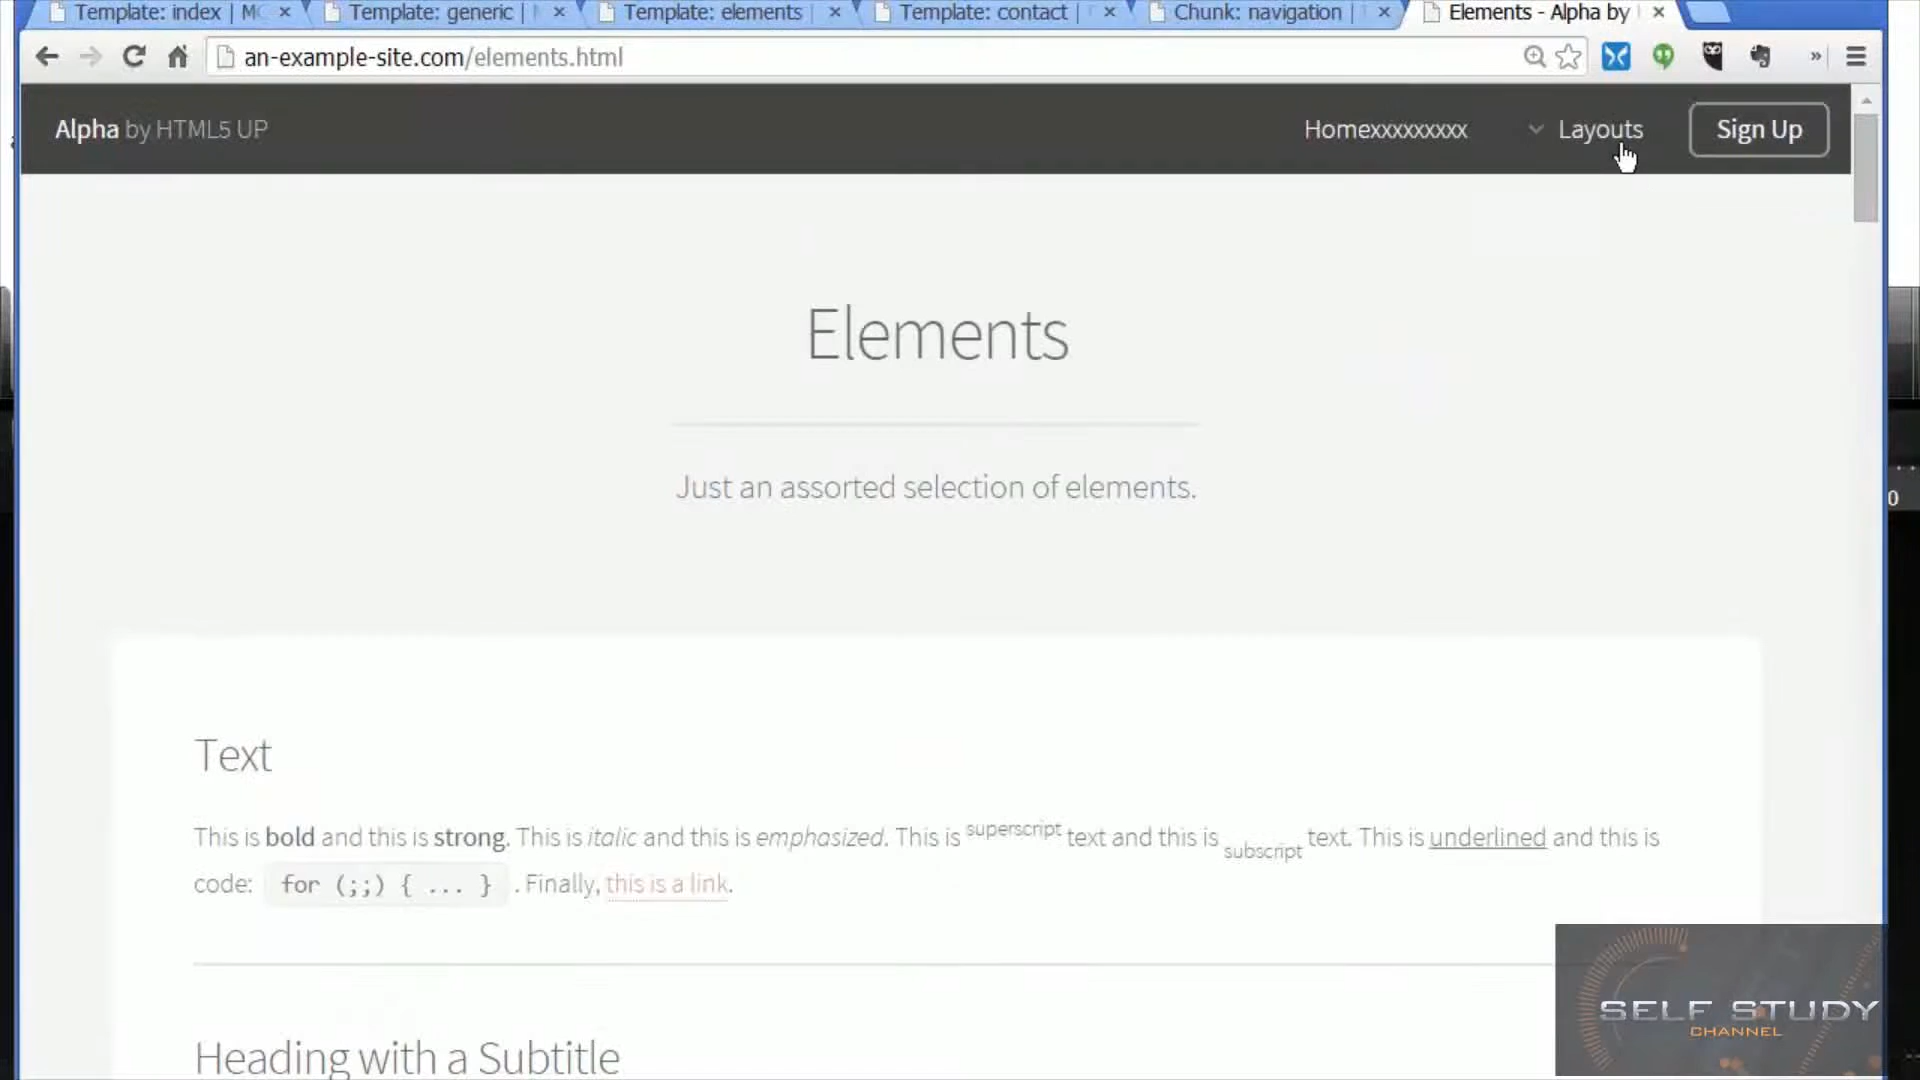 Template: index | MO
Template: generic |
Template: elements
Template: contact |
Chunk: navigation |
Elements - Alpha by
an-example-site.com/elements.html
Alpha by HTML5 UP
Homexxxxxxxxx
Layouts
Sign Up
Elements
Just an assorted selection of elements.
Text
This is bold and this is strong. This is italic and this is emphasized. This is superscript text and this is subscript text. This is underlined and this is
code: for (;;) { ... } . Finally, this is a link.
Heading with a Subtitle
SELF STUDY
CHANNEL